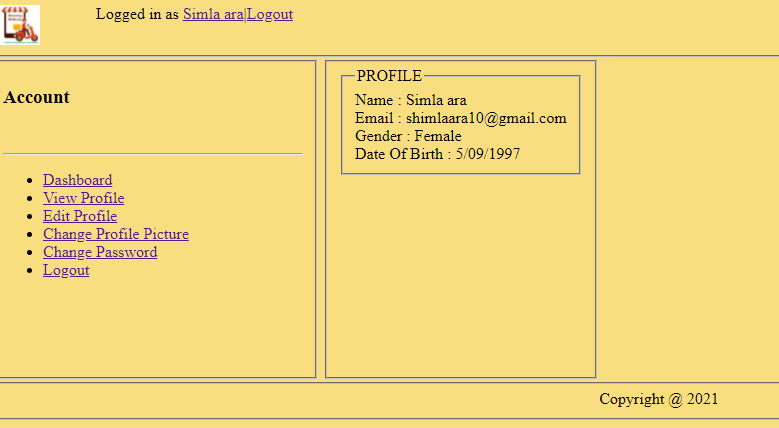 Logged in as Simla ara|Logout
Account
Dashboard
View Profile
Edit Profile
Change Profile Picture
Change Password
Logout
PROFILE
Name : Simla ara
Email : shimlaara10@gmail.com
Gender : Female
Date Of Birth : 5/09/1997
Copyright @ 2021